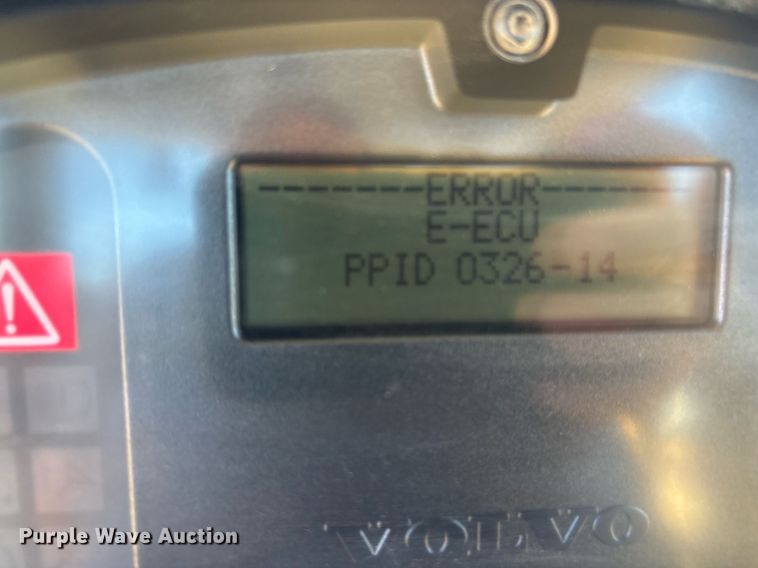 -------ERROR-------
E-ECU
PPID 0326-14
VOLVO
Purple Wave Auction